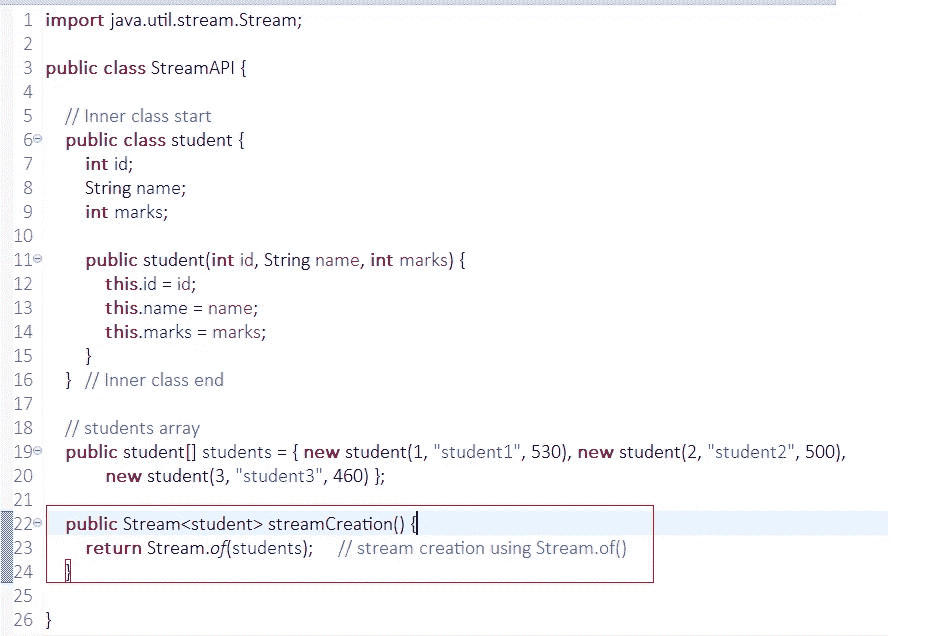 1 import java.util.stream.Stream;
2
3 public class StreamAPI {
4
5 // Inner class start
6 public class student {
7 int id;
8 String name;
9 int marks;
10
11 public student(int id, String name, int marks) {
12 this.id = id;
13 this.name = name;
14 this.marks = marks;
15 }
16 } // Inner class end
17
18 // students array
19 public student[] students = { new student(1, "student1", 530), new student(2, "student2", 500),
20 new student(3, "student3", 460) };
21
22 public Stream<student> streamCreation() {
23 return Stream.of(students); // stream creation using Stream.of()
24 }
25
26 }